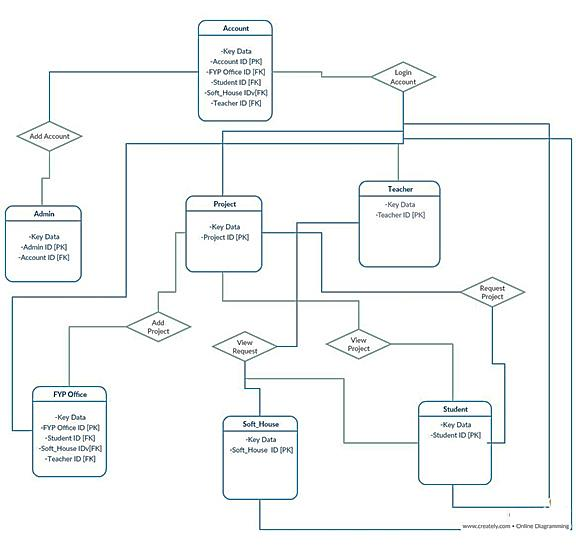 Account
-Key Data
-Account ID [PK]
-FYP Office ID [FK]
-Student ID [FK]
-Soft_House IDv[FK]
-Teacher ID [FK]
Login
Account
Add Account
Admin
-Key Data
-Admin ID [PK]
-Account ID [FK]
Project
-Key Data
-Project ID [PK]
Teacher
-Key Data
-Teacher ID [PK]
Request
Project
Add
Project
View
Request
View
Project
FYP Office
-Key Data
-FYP Office ID [PK]
-Student ID [FK]
-Soft_House IDv[FK]
-Teacher ID [FK]
Soft_House
-Key Data
-Soft_House ID [PK]
Student
-Key Data
-Student ID [PK]
www.creately.com • Online Diagramming